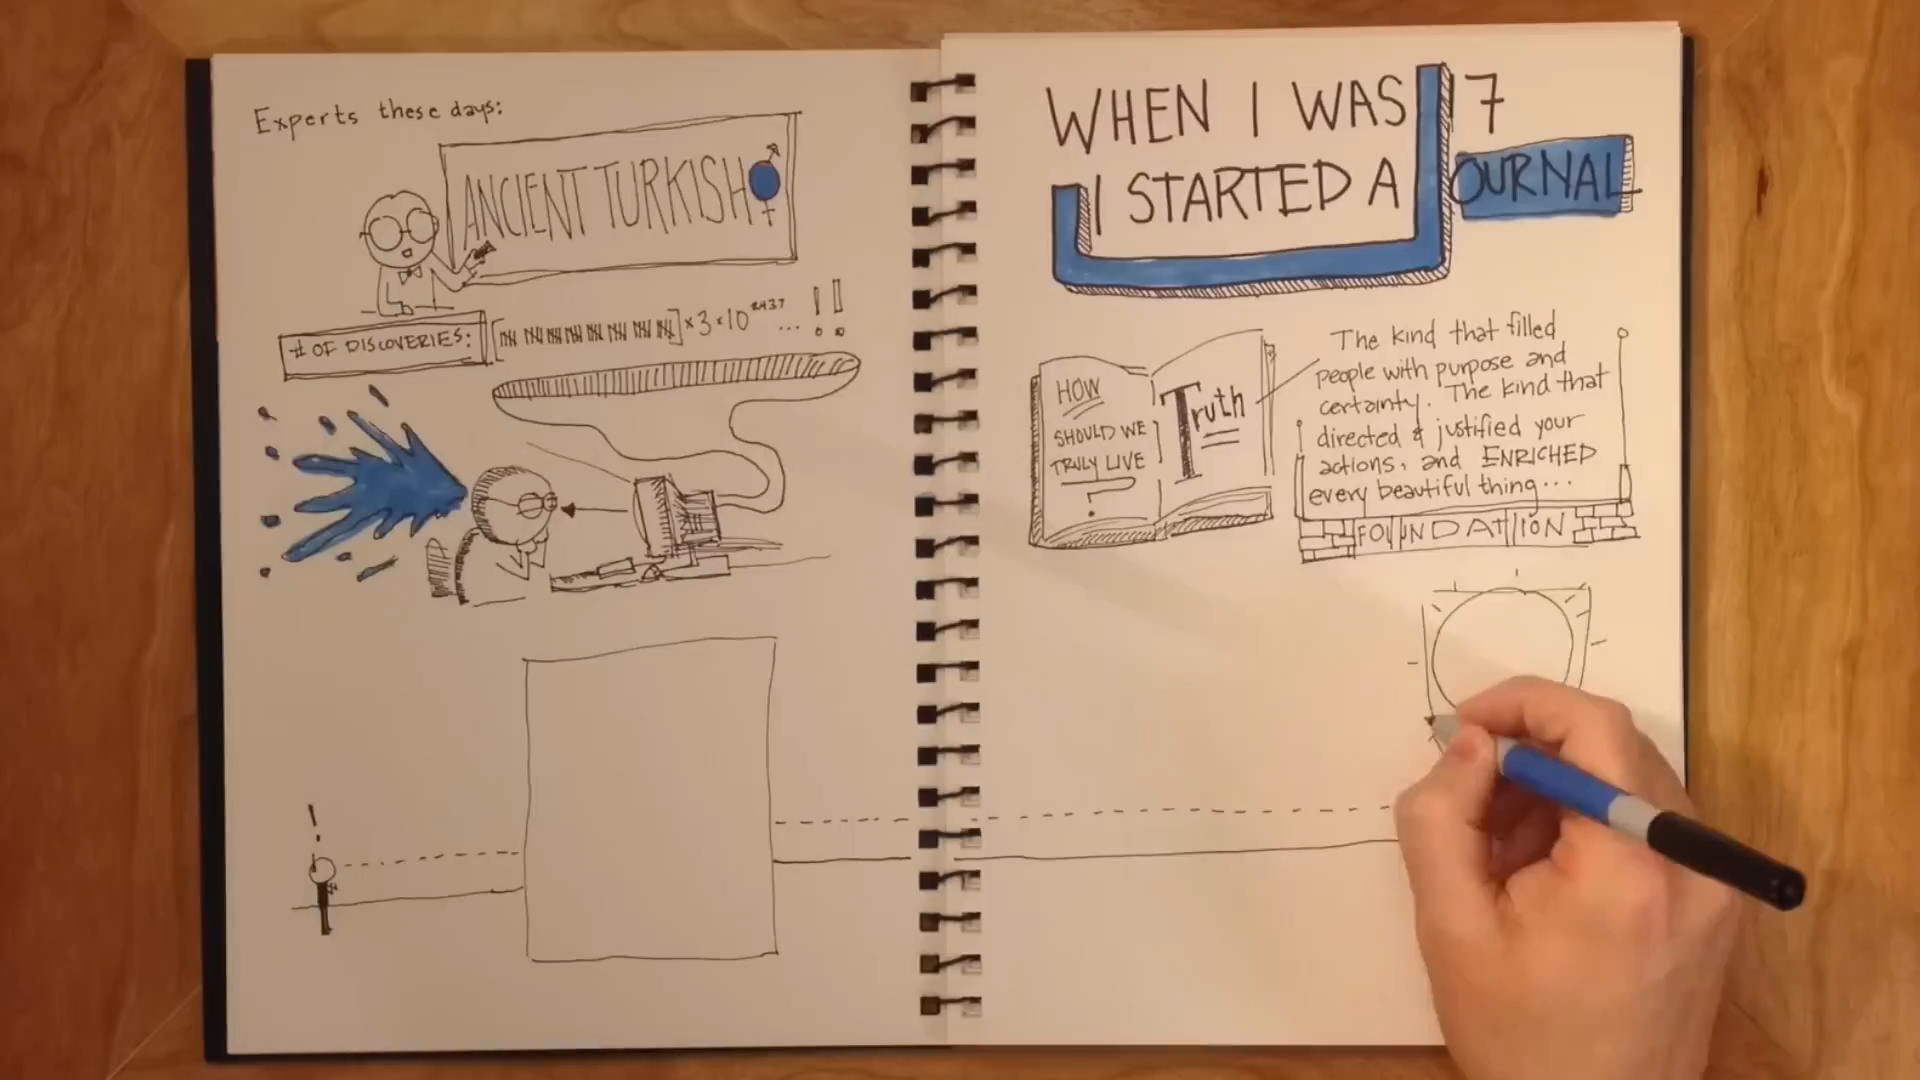 Experts these days:
ANCIENT TURKISH
# OF DISCOVERIES:
x 3 x 10^2437 ... !!
!
WHEN I WAS 17
I STARTED A JOURNAL
HOW
SHOULD WE
TRULY LIVE
?
Truth
The kind that filled
people with purpose and
certainty. The kind that
directed & justified your
actions, and ENRICHED
every beautiful thing...
FOUNDATION